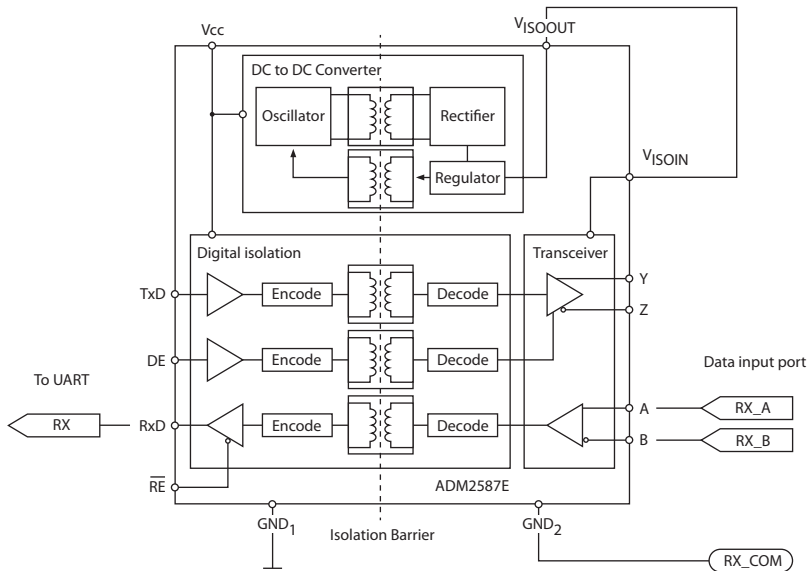 Vcc
VISOOUT
DC to DC Converter
Oscillator
Rectifier
Regulator
VISOIN
Digital isolation
Transceiver
TxD
Encode
Decode
Y
Z
DE
Encode
Decode
Data input port
To UART
RX
RxD
Encode
Decode
A
RX_A
B
RX_B
RE
ADM2587E
GND1
Isolation Barrier
GND2
RX_COM